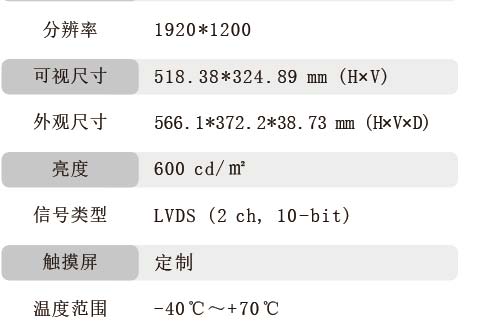 分辨率 1920*1200
可视尺寸 518.38*324.89 mm (H×V)
外观尺寸 566.1*372.2*38.73 mm (H×V×D)
亮度 600 cd/㎡
信号类型 LVDS (2 ch, 10-bit)
触摸屏 定制
温度范围 -40℃～+70℃